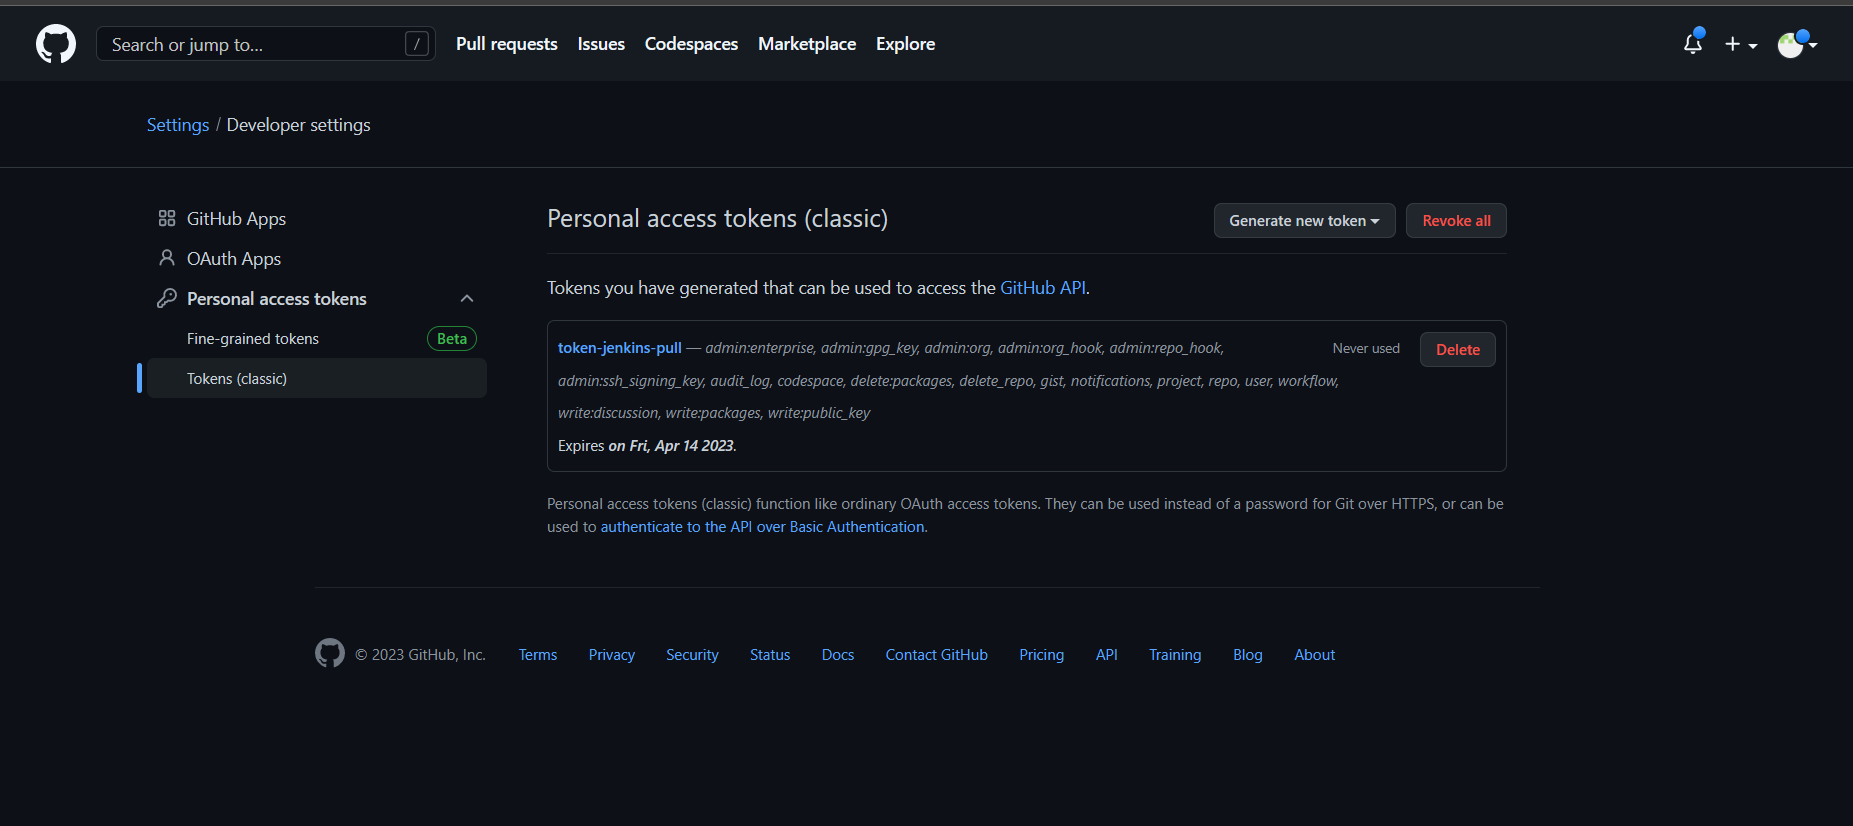 Search or jump to... /
Pull requests Issues Codespaces Marketplace Explore
Settings / Developer settings
GitHub Apps
OAuth Apps
Personal access tokens
Fine-grained tokens Beta
Tokens (classic)
Personal access tokens (classic)
Generate new token
Revoke all
Tokens you have generated that can be used to access the GitHub API.
token-jenkins-pull — admin:enterprise, admin:gpg_key, admin:org, admin:org_hook, admin:repo_hook,
admin:ssh_signing_key, audit_log, codespace, delete:packages, delete_repo, gist, notifications, project, repo, user, workflow,
write:discussion, write:packages, write:public_key
Never used
Delete
Expires on Fri, Apr 14 2023.
Personal access tokens (classic) function like ordinary OAuth access tokens. They can be used instead of a password for Git over HTTPS, or can be
used to authenticate to the API over Basic Authentication.
© 2023 GitHub, Inc. Terms Privacy Security Status Docs Contact GitHub Pricing API Training Blog About